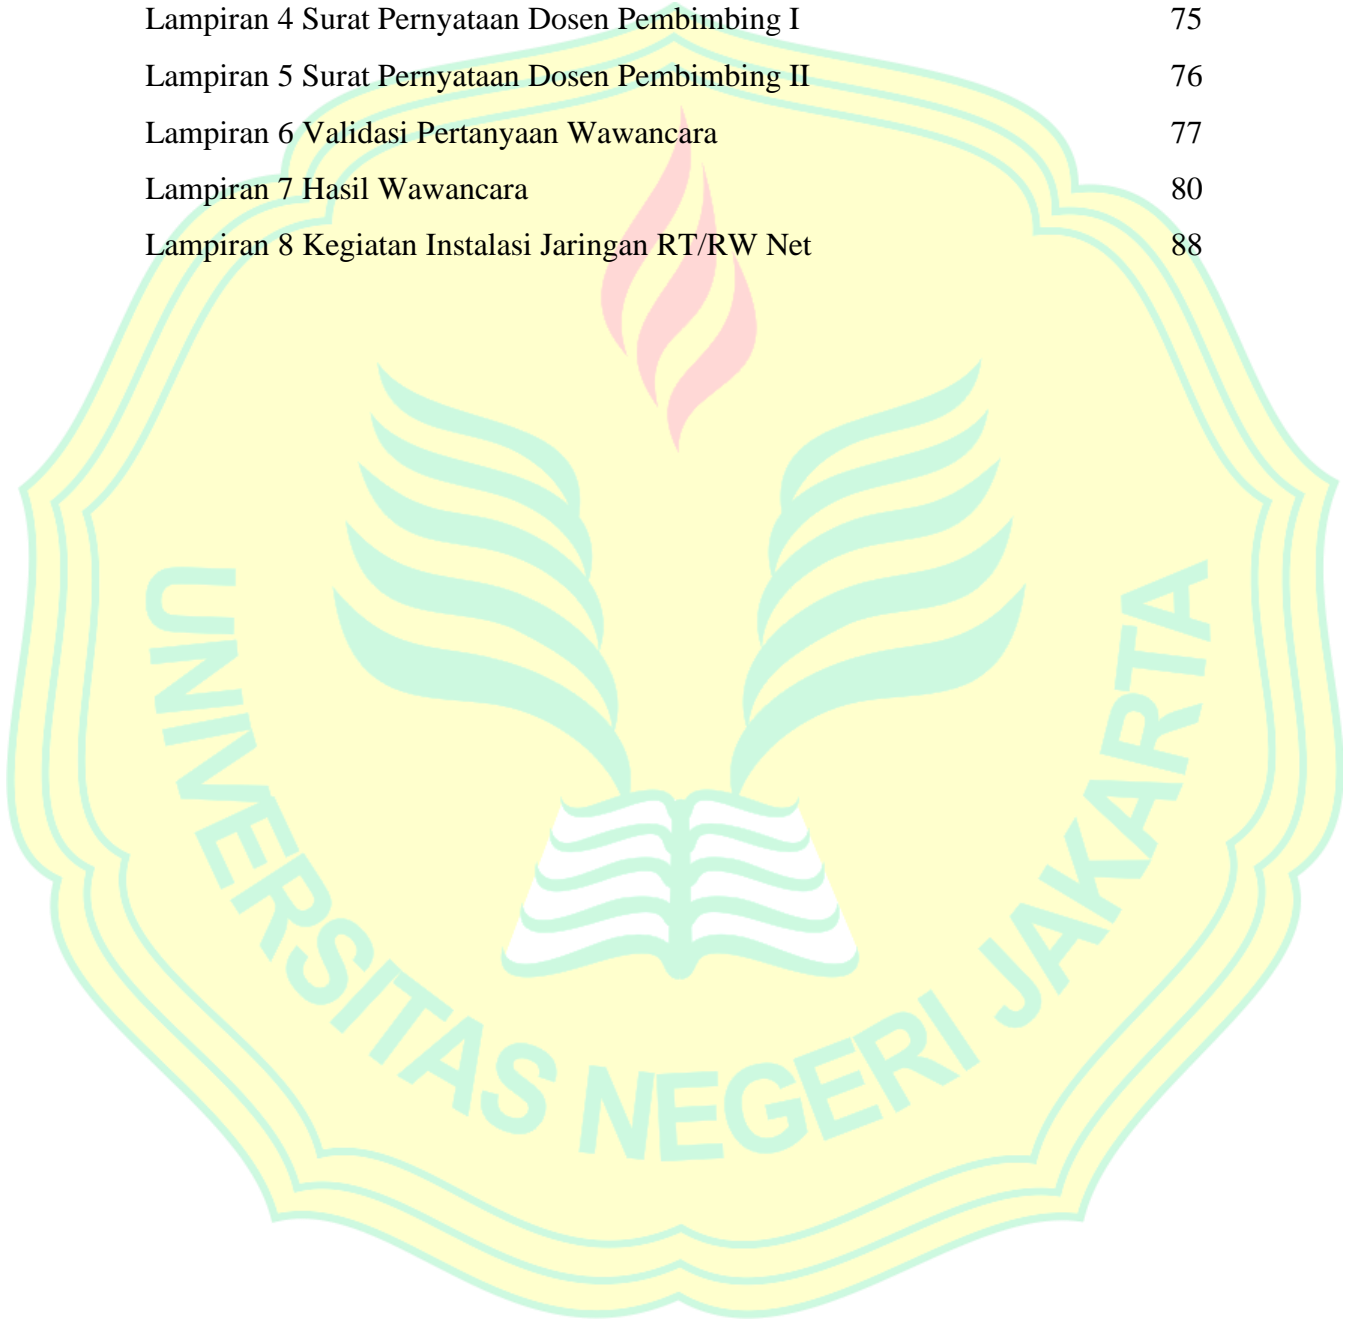 Lampiran 4 Surat Pernyataan Dosen Pembimbing I 75
Lampiran 5 Surat Pernyataan Dosen Pembimbing II 76
Lampiran 6 Validasi Pertanyaan Wawancara 77
Lampiran 7 Hasil Wawancara 80
Lampiran 8 Kegiatan Instalasi Jaringan RT/RW Net 88
UNIVERSITAS NEGERI JAKARTA